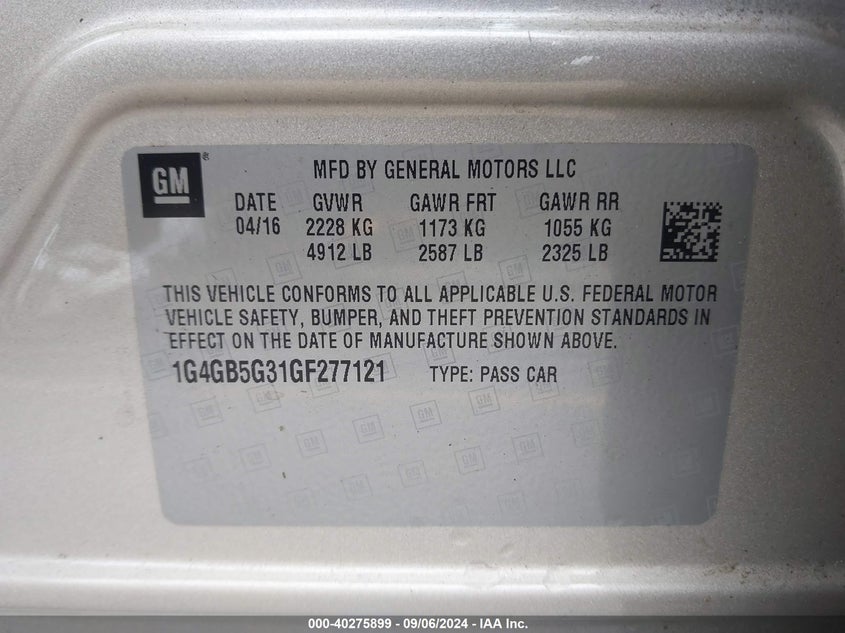 GM ®
MFD BY GENERAL MOTORS LLC
DATE GVWR GAWR FRT GAWR RR
04/16 2228 KG 1173 KG 1055 KG
4912 LB 2587 LB 2325 LB
THIS VEHICLE CONFORMS TO ALL APPLICABLE U.S. FEDERAL MOTOR
VEHICLE SAFETY, BUMPER, AND THEFT PREVENTION STANDARDS IN
EFFECT ON THE DATE OF MANUFACTURE SHOWN ABOVE.
1G4GB5G31GF277121 TYPE: PASS CAR
000-40275899 - 09/06/2024 - IAA Inc.